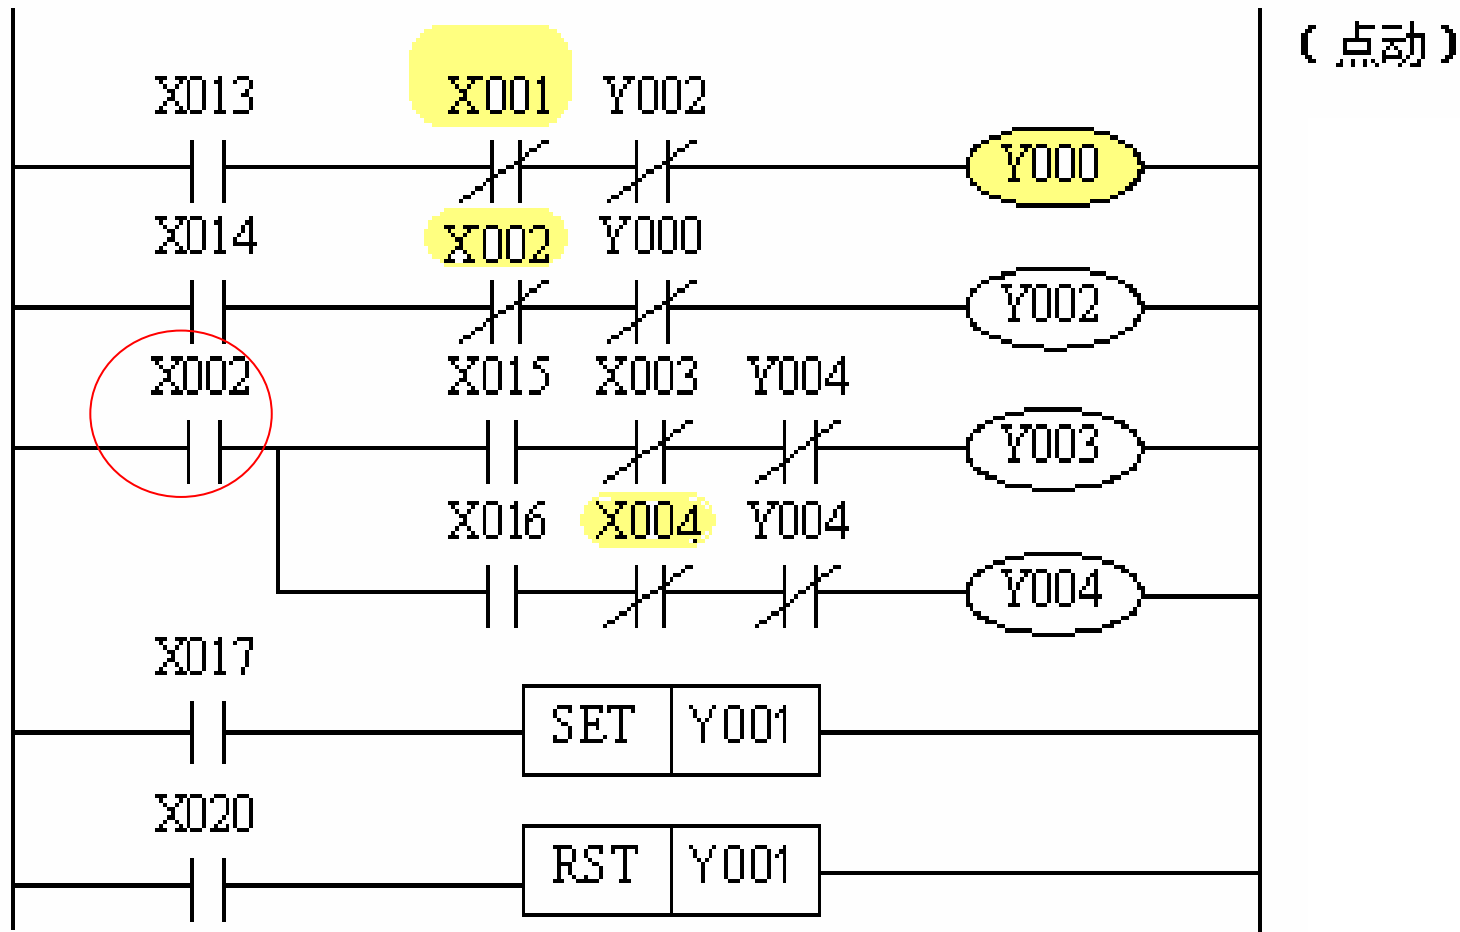 ( 点动 )
X013 X001 Y002
Y000
X014 X002 Y000
Y002
X002 X015 X003 Y004
Y003
X016 X004 Y004
Y004
X017
SET Y001
X020
RST Y001